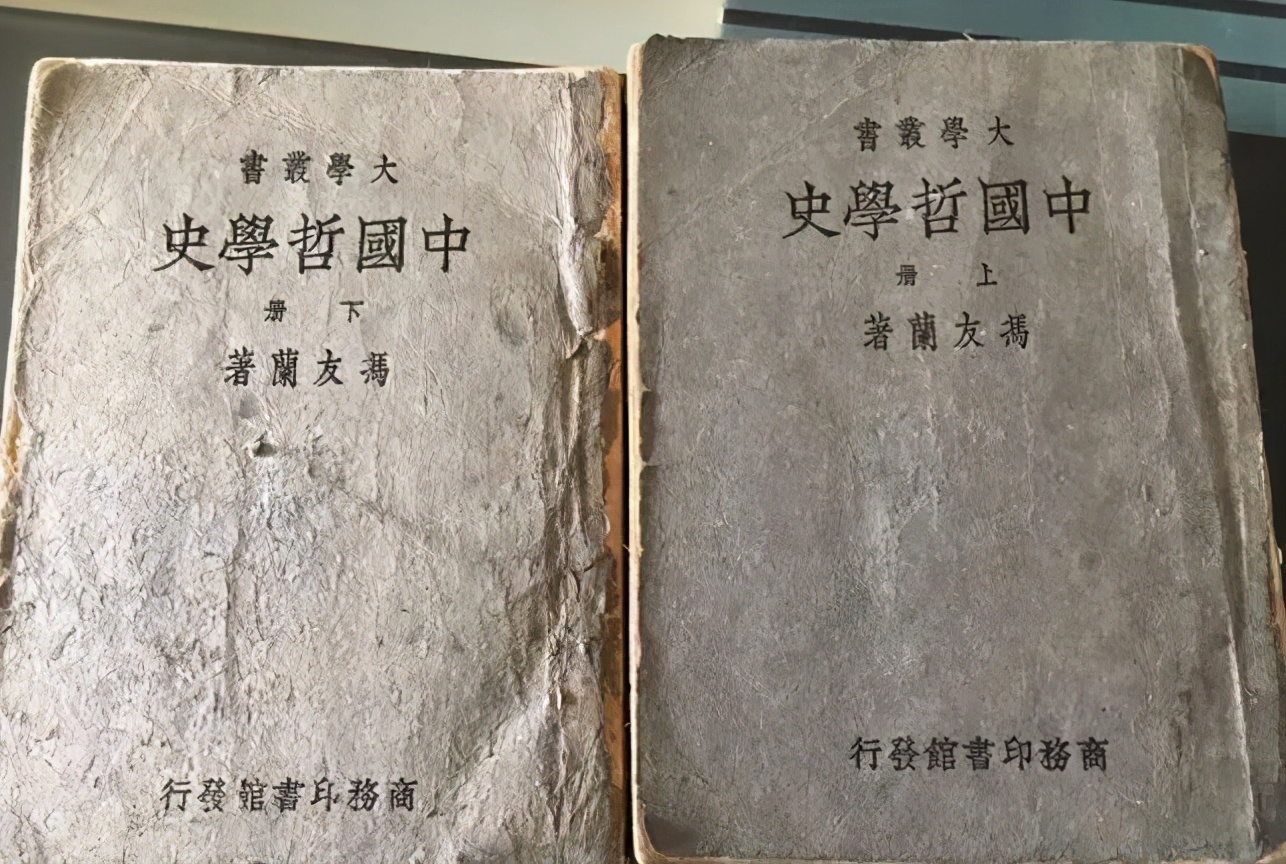 大學叢書
中國哲學史
上冊
馮友蘭著
商務印書館發行
大學叢書
中國哲學史
下冊
馮友蘭著
商務印書館發行